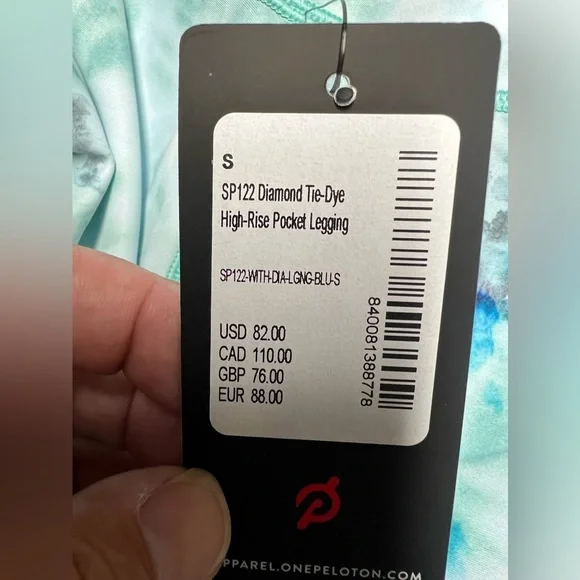 S
SP122 Diamond Tie-Dye
High-Rise Pocket Legging
SP122-WITH-DIA-LGNG-BLU-S
USD 82.00
CAD 110.00
GBP 76.00
EUR 88.00
840081388778
APPAREL.ONEPELOTON.COM